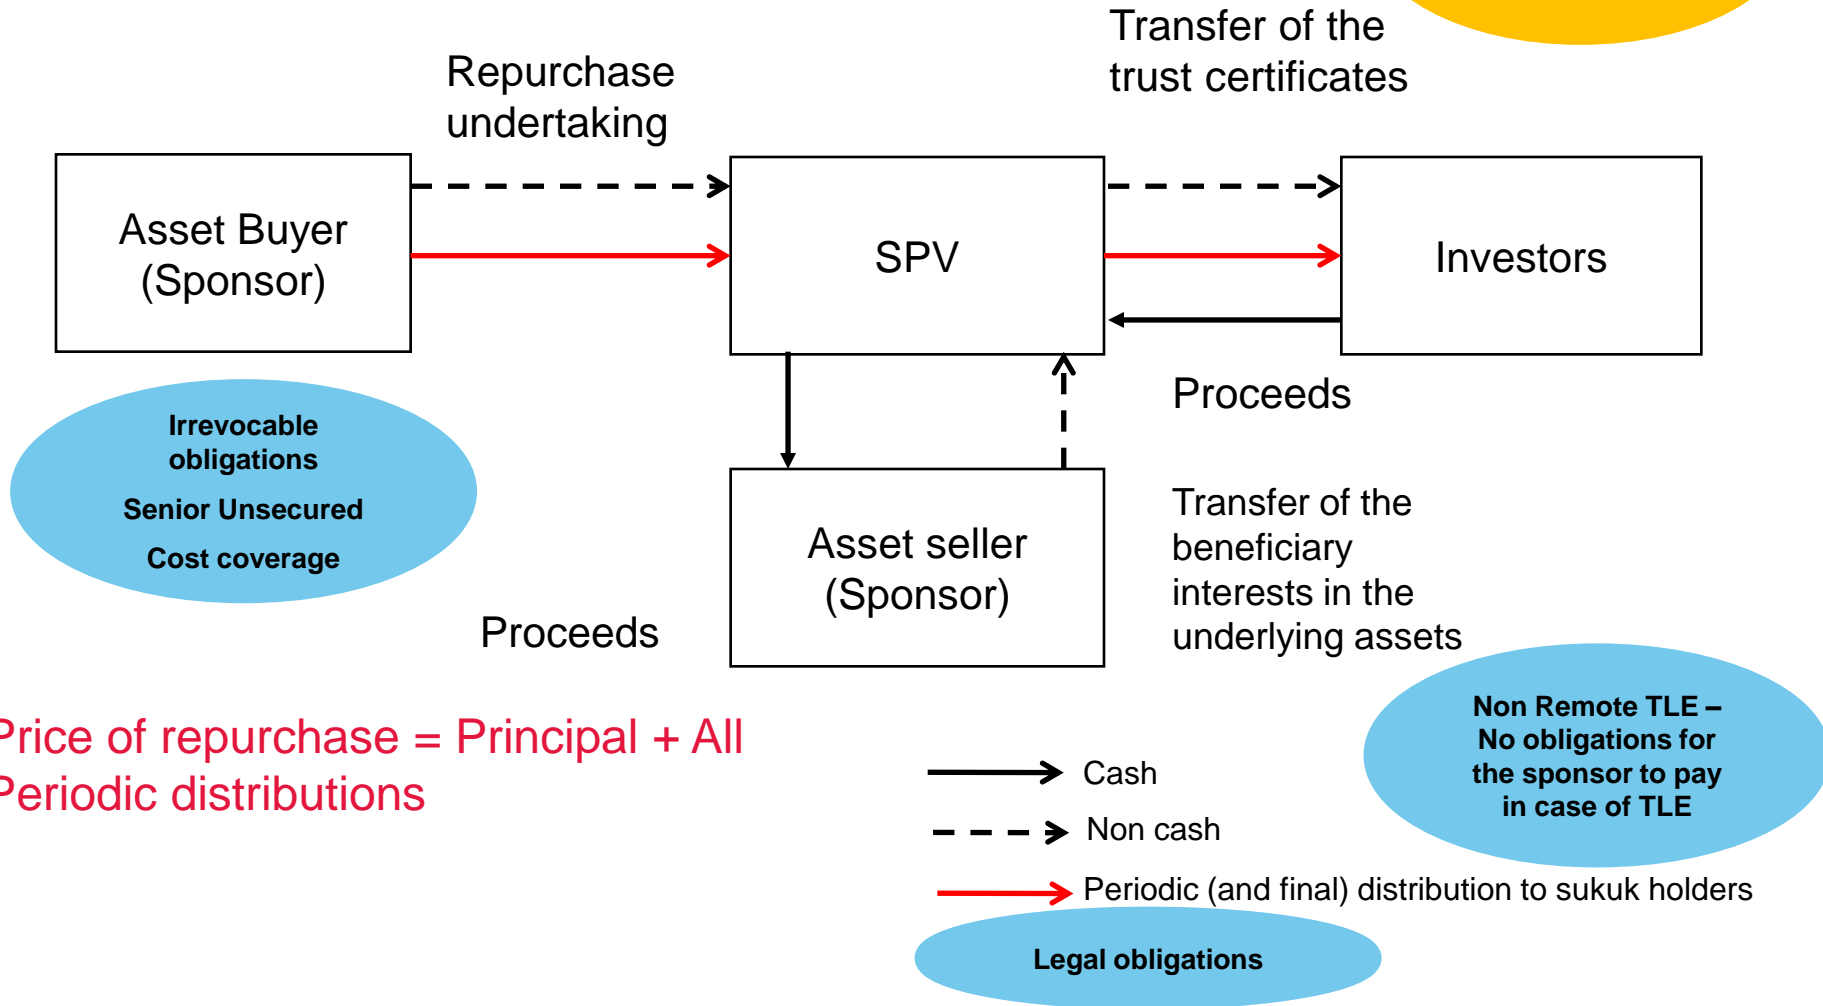 Transfer of the
trust certificates
Repurchase
undertaking
Asset Buyer
(Sponsor)
SPV
Investors
Irrevocable
obligations
Senior Unsecured
Cost coverage
Proceeds
Asset seller
(Sponsor)
Transfer of the
beneficiary
interests in the
underlying assets
Proceeds
Price of repurchase = Principal + All
Periodic distributions
Non Remote TLE –
No obligations for
the sponsor to pay
in case of TLE
Cash
Non cash
Periodic (and final) distribution to sukuk holders
Legal obligations